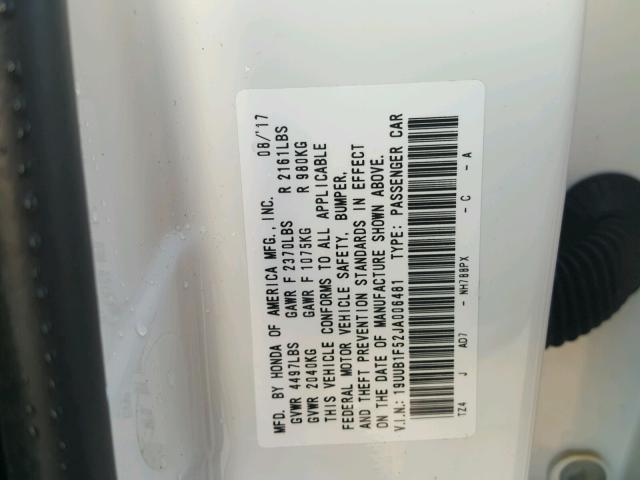 MFD. BY HONDA OF AMERICA MFG., INC. 08/'17
GVWR 4497LBS GAWR F 2370LBS R 2161LBS
GVWR 2040KG GAWR F 1075KG R 980KG
THIS VEHICLE CONFORMS TO ALL APPLICABLE
FEDERAL MOTOR VEHICLE SAFETY, BUMPER,
AND THEFT PREVENTION STANDARDS IN EFFECT
ON THE DATE OF MANUFACTURE SHOWN ABOVE.
V.I.N.: 19UUB1F52JA006481 TYPE: PASSENGER CAR
TZ4 J AD7 - NH788PX - C - A